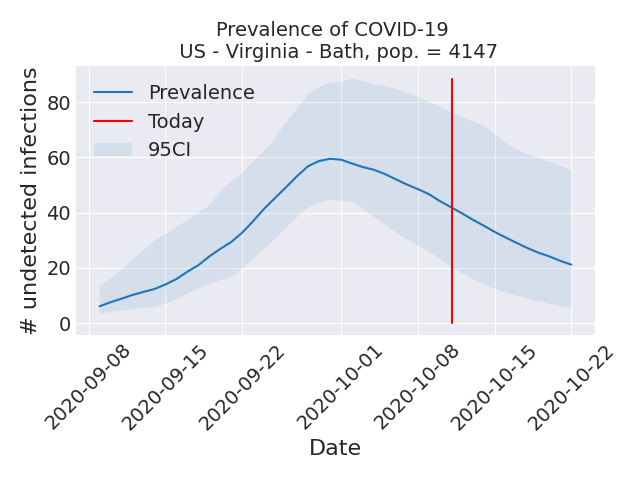 Prevalence of COVID-19
US - Virginia - Bath, pop. = 4147
# undetected infections
80
60
40
20
0
Prevalence
Today
95CI
2020-09-08
2020-09-15
2020-09-22
2020-10-01
2020-10-08
2020-10-15
2020-10-22
Date